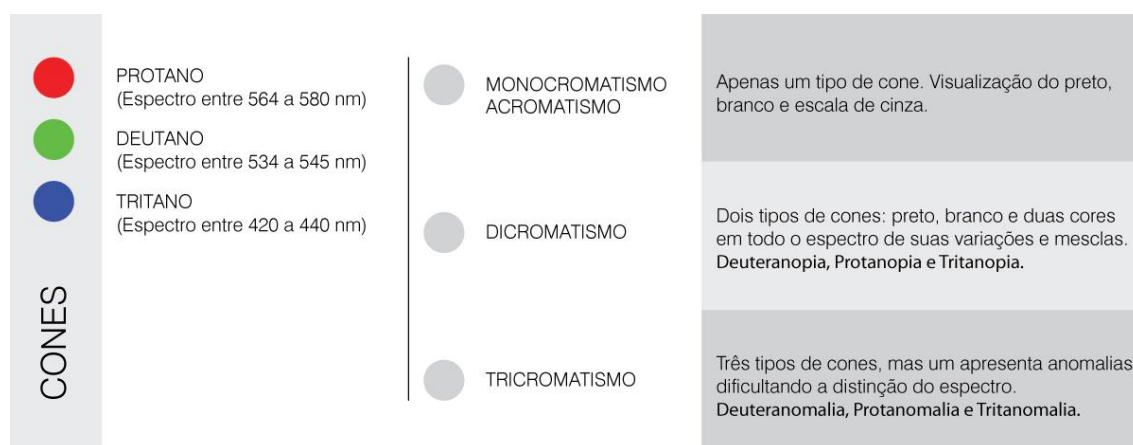 CONES
PROTANO
(Espectro entre 564 a 580 nm)
DEUTANO
(Espectro entre 534 a 545 nm)
TRITANO
(Espectro entre 420 a 440 nm)
MONOCROMATISMO
ACROMATISMO
Apenas um tipo de cone. Visualização do preto,
branco e escala de cinza.
DICROMATISMO
Dois tipos de cones: preto, branco e duas cores
em todo o espectro de suas variações e mesclas.
Deuteranopia, Protanopia e Tritanopia.
TRICROMATISMO
Três tipos de cones, mas um apresenta anomalias
dificultando a distinção do espectro.
Deuteranomalia, Protanomalia e Tritanomalia.